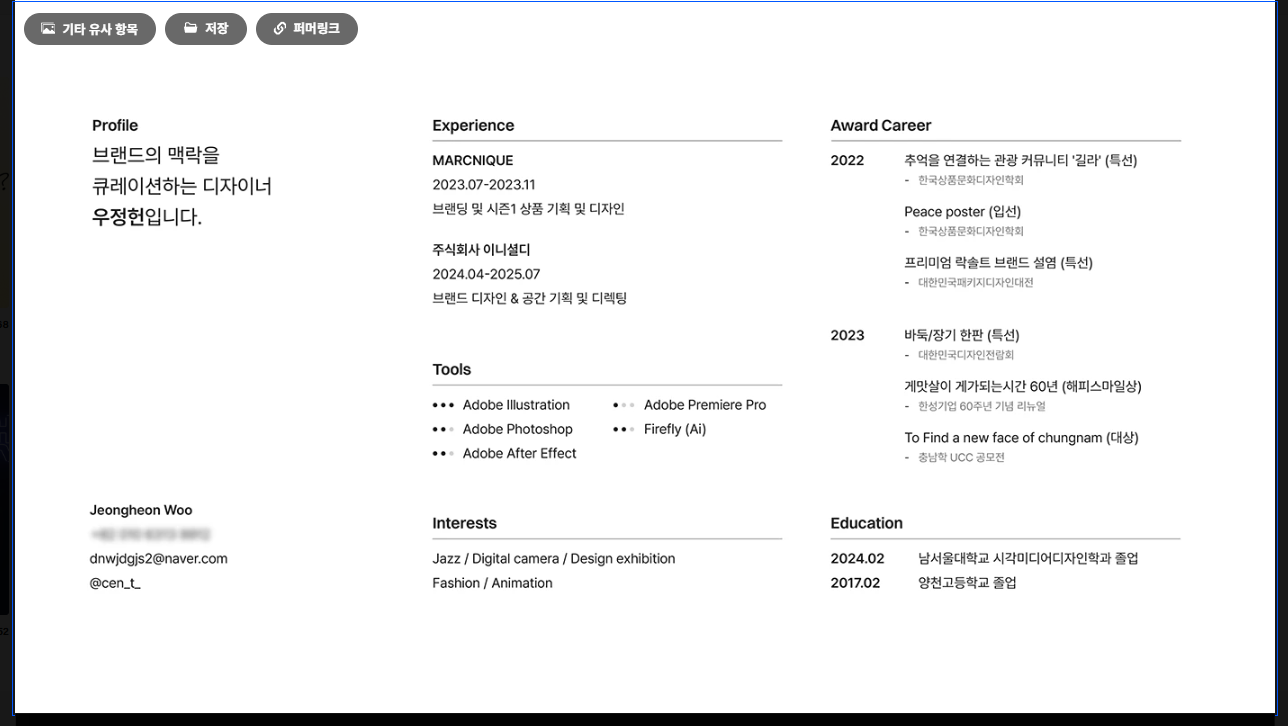 기타 유사 항목
저장
퍼머링크
Profile
브랜드의 맥락을
큐레이션하는 디자이너
우정헌입니다.
Jeongheon Woo
dnwjdgjs2@naver.com
@cen_t_
Experience
MARCNIQUE
2023.07-2023.11
브랜딩 및 시즌1 상품 기획 및 디자인
주식회사 이니셜디
2024.04-2025.07
브랜드 디자인 & 공간 기획 및 디렉팅
Tools
Adobe Illustration
Adobe Photoshop
Adobe After Effect
Adobe Premiere Pro
Firefly (Ai)
Interests
Jazz / Digital camera / Design exhibition
Fashion / Animation
Award Career
2022 추억을 연결하는 관광 커뮤니티 '길라' (특선)
- 한국상품문화디자인학회
Peace poster (입선)
- 한국상품문화디자인학회
프리미엄 락솔트 브랜드 설염 (특선)
- 대한민국패키지디자인대전
2023 바둑/장기 한판 (특선)
- 대한민국디자인전람회
게맛살이 게가되는시간 60년 (해피스마일상)
- 한성기업 60주년 기념 리뉴얼
To Find a new face of chungnam (대상)
- 충남학 UCC 공모전
Education
2024.02 남서울대학교 시각미디어디자인학과 졸업
2017.02 양천고등학교 졸업